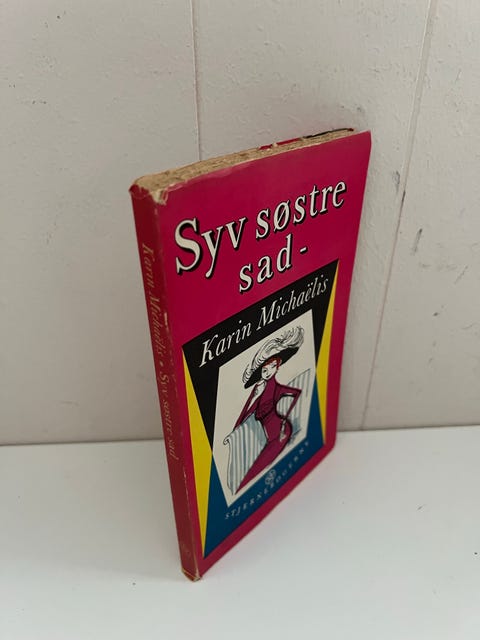 Syv søstre
sad-
Karin Michaëlis
STJERNEBØGERNE
Karin Michaëlis • Syv søstre sad